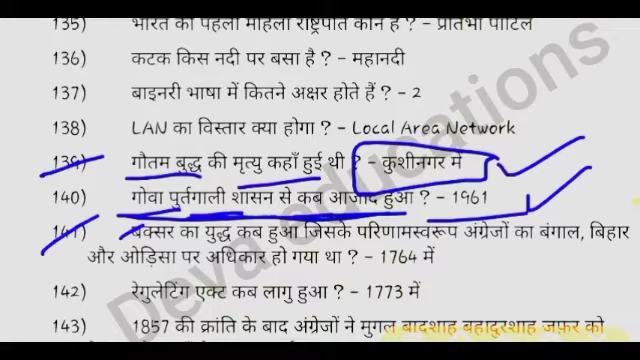 135) भारत की पहली महिला राष्ट्रपति कौन है ? - प्रतिभा पाटिल
136) कटक किस नदी पर बसा है ? - महानदी
137) बाइनरी भाषा में कितने अक्षर होते हैं ? - 2
138) LAN का विस्तार क्या होगा ? - Local Area Network
139) गौतम बुद्ध की मृत्यु कहाँ हुई थी ? - कुशीनगर में
140) गोवा पुर्तगाली शासन से कब आजाद हुआ ? - 1961
141) बक्सर का युद्ध कब हुआ जिसके परिणामस्वरूप अंग्रेजों का बंगाल, बिहार
और ओड़िसा पर अधिकार हो गया था ? - 1764 में
142) रेगुलेटिंग एक्ट कब लागु हुआ ? - 1773 में
143) 1857 की क्रांति के बाद अंग्रेजों ने मुगल बादशाह बहादुरशाह जफ़र को
Deva educations